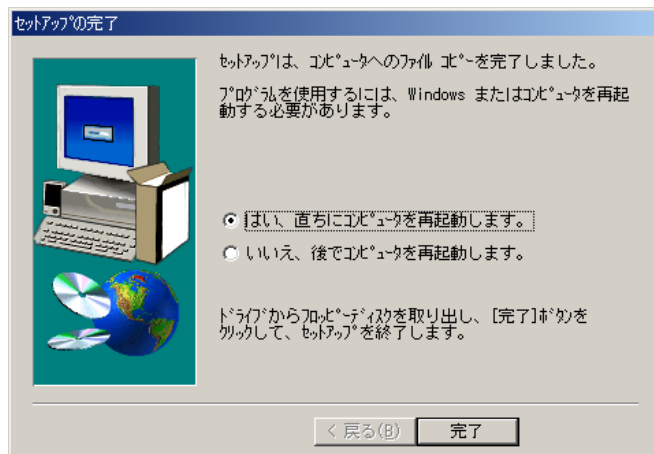 ｾｯﾄｱｯﾌﾟの完了
ｾｯﾄｱｯﾌﾟは、ｺﾝﾋﾟｭｰﾀへのﾌｧｲﾙ ｺﾋﾟｰを完了しました。
ﾌﾟﾛｸﾞﾗﾑを使用するには、Windows またはｺﾝﾋﾟｭｰﾀを再起
動する必要があります。
はい、直ちにｺﾝﾋﾟｭｰﾀを再起動します。
いいえ、後でｺﾝﾋﾟｭｰﾀを再起動します。
ﾄﾞﾗｲﾌﾞからﾌﾛｯﾋﾟｰﾃﾞｨｽｸを取り出し、[完了]ﾎﾞﾀﾝを
ｸﾘｯｸして、ｾｯﾄｱｯﾌﾟを終了します。
< 戻る(B)
完了